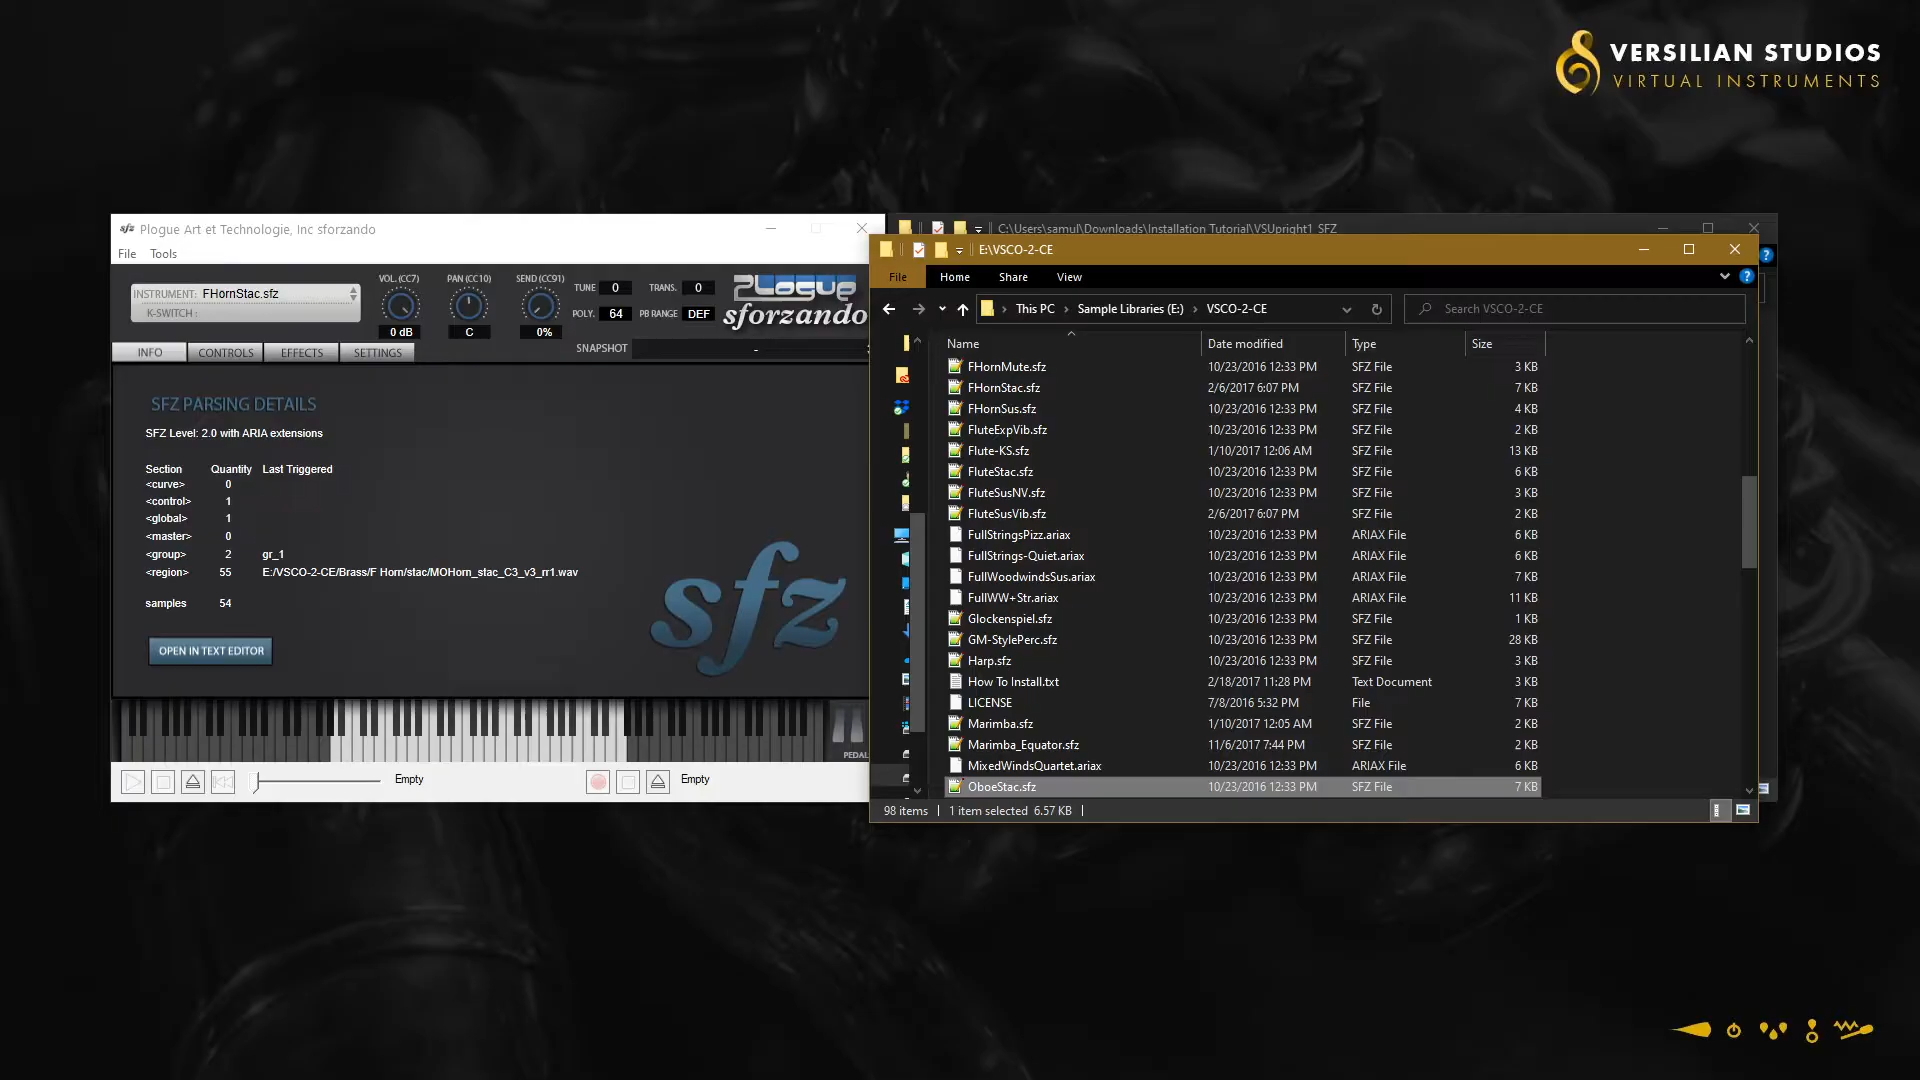 VERSILIAN STUDIOS
VIRTUAL INSTRUMENTS
sfz Plogue Art et Technologie, Inc sforzando
File Tools
INSTRUMENT: FHornStac.sfz
K-SWITCH :
VOL. (CC7) PAN (CC10) SEND (CC91)
0 dB C 0%
TUNE 0 TRANS. 0
POLY. 64 PB RANGE DEF
Plogue
sforzando
SNAPSHOT -
INFO CONTROLS EFFECTS SETTINGS
SFZ PARSING DETAILS
SFZ Level: 2.0 with ARIA extensions
Section Quantity Last Triggered
<curve> 0
<control> 1
<global> 1
<master> 0
<group> 2 gr_1
<region> 55 E:/VSCO-2-CE/Brass/F Horn/stac/MOHorn_stac_C3_v3_rr1.wav
samples 54
OPEN IN TEXT EDITOR
sfz
PEDAL
Empty Empty
C:\Users\samul\Downloads\Installation Tutorial\VSUpright1_SFZ
E:\VSCO-2-CE
File Home Share View
This PC Sample Libraries (E:) VSCO-2-CE Search VSCO-2-CE
Name Date modified Type Size
FHornMute.sfz 10/23/2016 12:33 PM SFZ File 3 KB
FHornStac.sfz 2/6/2017 6:07 PM SFZ File 7 KB
FHornSus.sfz 10/23/2016 12:33 PM SFZ File 4 KB
FluteExpVib.sfz 10/23/2016 12:33 PM SFZ File 2 KB
Flute-KS.sfz 1/10/2017 12:06 AM SFZ File 13 KB
FluteStac.sfz 10/23/2016 12:33 PM SFZ File 6 KB
FluteSusNV.sfz 10/23/2016 12:33 PM SFZ File 3 KB
FluteSusVib.sfz 2/6/2017 6:07 PM SFZ File 2 KB
FullStringsPizz.ariax 10/23/2016 12:33 PM ARIAX File 6 KB
FullStrings-Quiet.ariax 10/23/2016 12:33 PM ARIAX File 6 KB
FullWoodwindsSus.ariax 10/23/2016 12:33 PM ARIAX File 7 KB
FullWW+Str.ariax 10/23/2016 12:33 PM ARIAX File 11 KB
Glockenspiel.sfz 10/23/2016 12:33 PM SFZ File 1 KB
GM-StylePerc.sfz 10/23/2016 12:33 PM SFZ File 28 KB
Harp.sfz 10/23/2016 12:33 PM SFZ File 3 KB
How To Install.txt 2/18/2017 11:28 PM Text Document 3 KB
LICENSE 7/8/2016 5:32 PM File 7 KB
Marimba.sfz 1/10/2017 12:05 AM SFZ File 2 KB
Marimba_Equator.sfz 11/6/2017 7:44 PM SFZ File 2 KB
MixedWindsQuartet.ariax 10/23/2016 12:33 PM ARIAX File 6 KB
OboeStac.sfz 10/23/2016 12:33 PM SFZ File 7 KB
98 items 1 item selected 6.57 KB